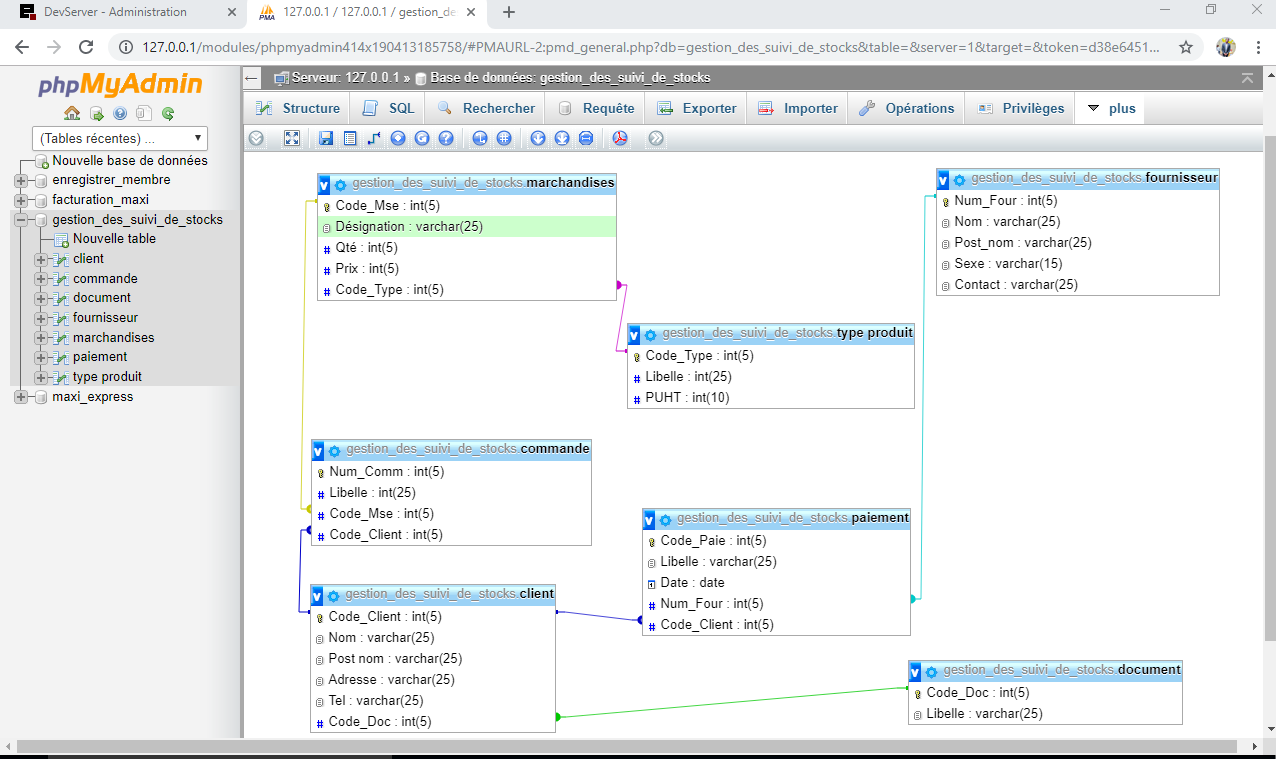 DevServer - Administration
127.0.0.1 / 127.0.0.1 / gestion_de
127.0.0.1/modules/phpmyadmin414x190413185758/#PMAURL-2:pmd_general.php?db=gestion_des_suivi_de_stocks&table=&server=1&target=&token=d38e6451...
phpMyAdmin
(Tables récentes) ...
Nouvelle base de données
enregistrer_membre
facturation_maxi
gestion_des_suivi_de_stocks
Nouvelle table
client
commande
document
fournisseur
marchandises
paiement
type produit
maxi_express
Serveur: 127.0.0.1 » Base de données: gestion_des_suivi_de_stocks
Structure SQL Rechercher Requête Exporter Importer Opérations Privilèges plus
gestion_des_suivi_de_stocks marchandises
Code_Mse : int(5)
Désignation : varchar(25)
Qté : int(5)
Prix : int(5)
Code_Type : int(5)
gestion_des_suivi_de_stocks fournisseur
Num_Four : int(5)
Nom : varchar(25)
Post_nom : varchar(25)
Sexe : varchar(15)
Contact : varchar(25)
gestion_des_suivi_de_stocks type produit
Code_Type : int(5)
Libelle : int(25)
PUHT : int(10)
gestion_des_suivi_de_stocks commande
Num_Comm : int(5)
Libelle : int(25)
Code_Mse : int(5)
Code_Client : int(5)
gestion_des_suivi_de_stocks paiement
Code_Paie : int(5)
Libelle : varchar(25)
Date : date
Num_Four : int(5)
Code_Client : int(5)
gestion_des_suivi_de_stocks client
Code_Client : int(5)
Nom : varchar(25)
Post nom : varchar(25)
Adresse : varchar(25)
Tel : varchar(25)
Code_Doc : int(5)
gestion_des_suivi_de_stocks document
Code_Doc : int(5)
Libelle : varchar(25)